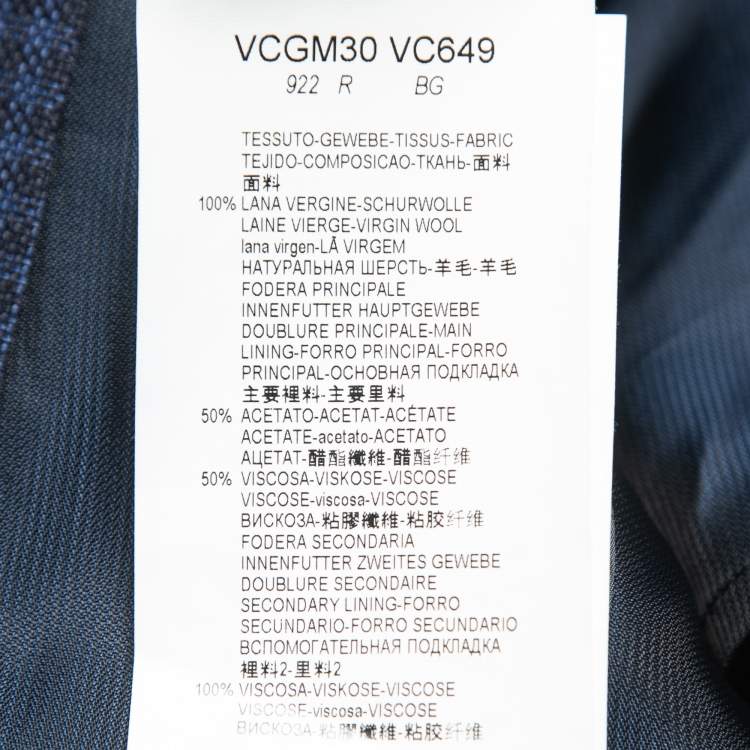 VCGM30 VC649
922 R BG
TESSUTO-GEWEBE-TISSUS-FABRIC
TEJIDO-COMPOSICAO-ТКАНЬ-面料
面料
100% LANA VERGINE-SCHURWOLLE
LAINE VIERGE-VIRGIN WOOL
lana virgen-LÃ VIRGEM
НАТУРАЛЬНАЯ ШЕРСТЬ-羊毛-羊毛
FODERA PRINCIPALE
INNENFUTTER HAUPTGEWEBE
DOUBLURE PRINCIPALE-MAIN
LINING-FORRO PRINCIPAL-FORRO
PRINCIPAL-ОСНОВНАЯ ПОДКЛАДКА
主要裡料-主要里料
50% ACETATO-ACETAT-ACÉTATE
ACETATE-acetato-ACETATO
АЦЕТАТ-醋酯纖維-醋酯纤维
50% VISCOSA-VISKOSE-VISCOSE
VISCOSE-viscosa-VISCOSE
ВИСКОЗА-粘膠纖維-粘胶纤维
FODERA SECONDARIA
INNENFUTTER ZWEITES GEWEBE
DOUBLURE SECONDAIRE
SECONDARY LINING-FORRO
SECUNDARIO-FORRO SECUNDARIO
ВСПОМОГАТЕЛЬНАЯ ПОДКЛАДКА
裡料2-里料2
100% VISCOSA-VISKOSE-VISCOSE
VISCOSE-viscosa-VISCOSE
ВИСКОЗА-粘膠纖維-粘胶纤维